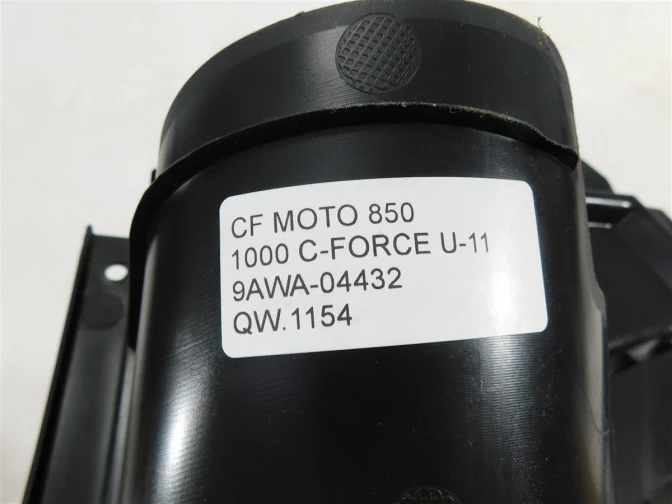 CF MOTO 850
1000 C-FORCE U-11
9AWA-04432
QW.1154